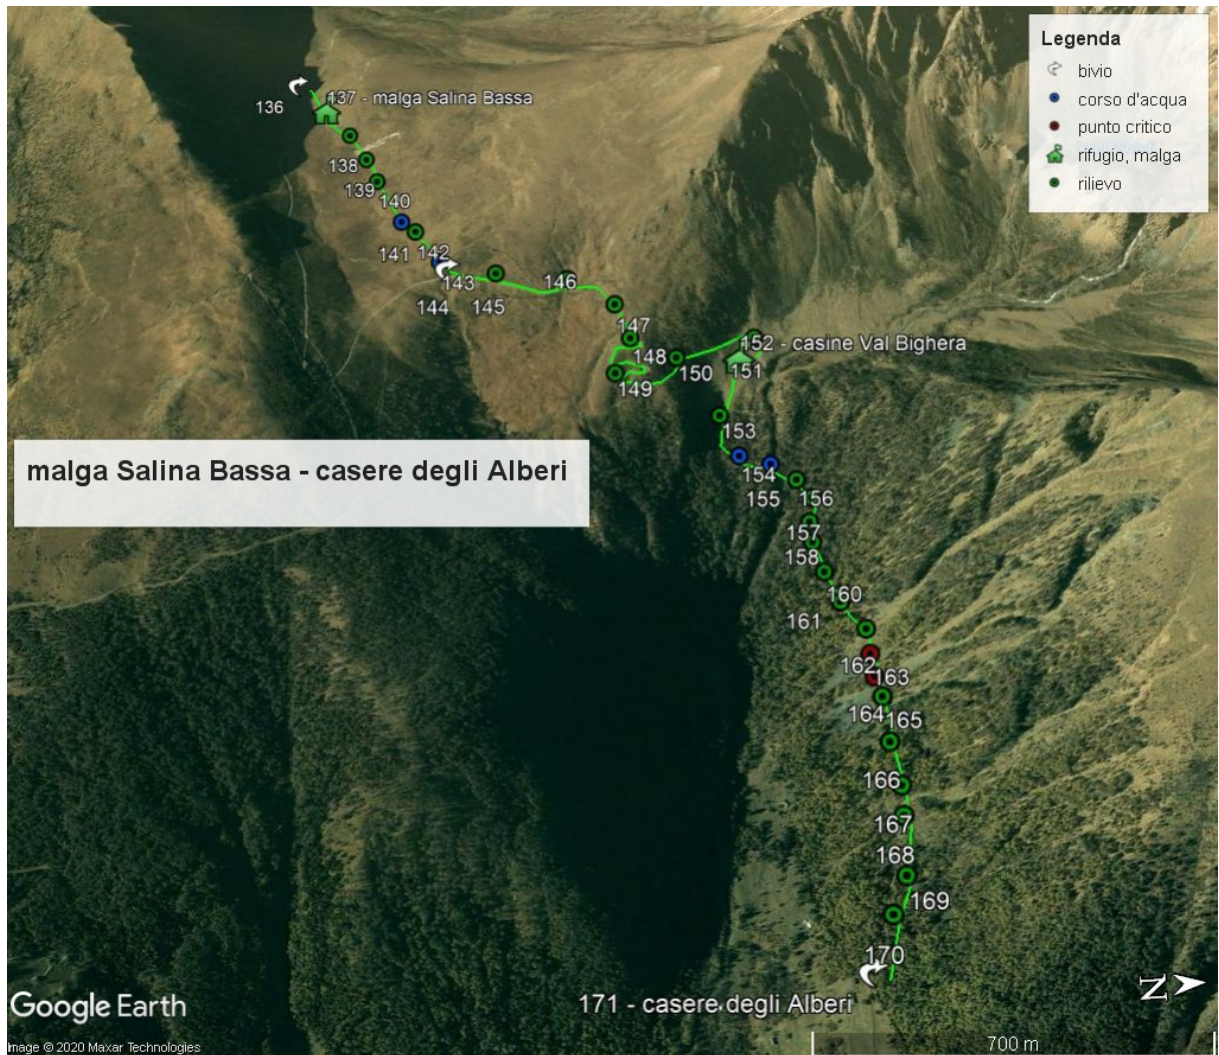 Legenda
bivio
corso d'acqua
punto critico
rifugio, malga
rilievo
136
137 - malga Salina Bassa
138
139
140
141
142
143
144
145
146
147
148
149
150
151
152 - casine Val Bighera
153
malga Salina Bassa - casere degli Alberi
154
155
156
157
158
160
161
162
163
164
165
166
167
168
169
170
171 - casere degli Alberi
N
Google Earth
Image © 2020 Maxar Technologies
700 m